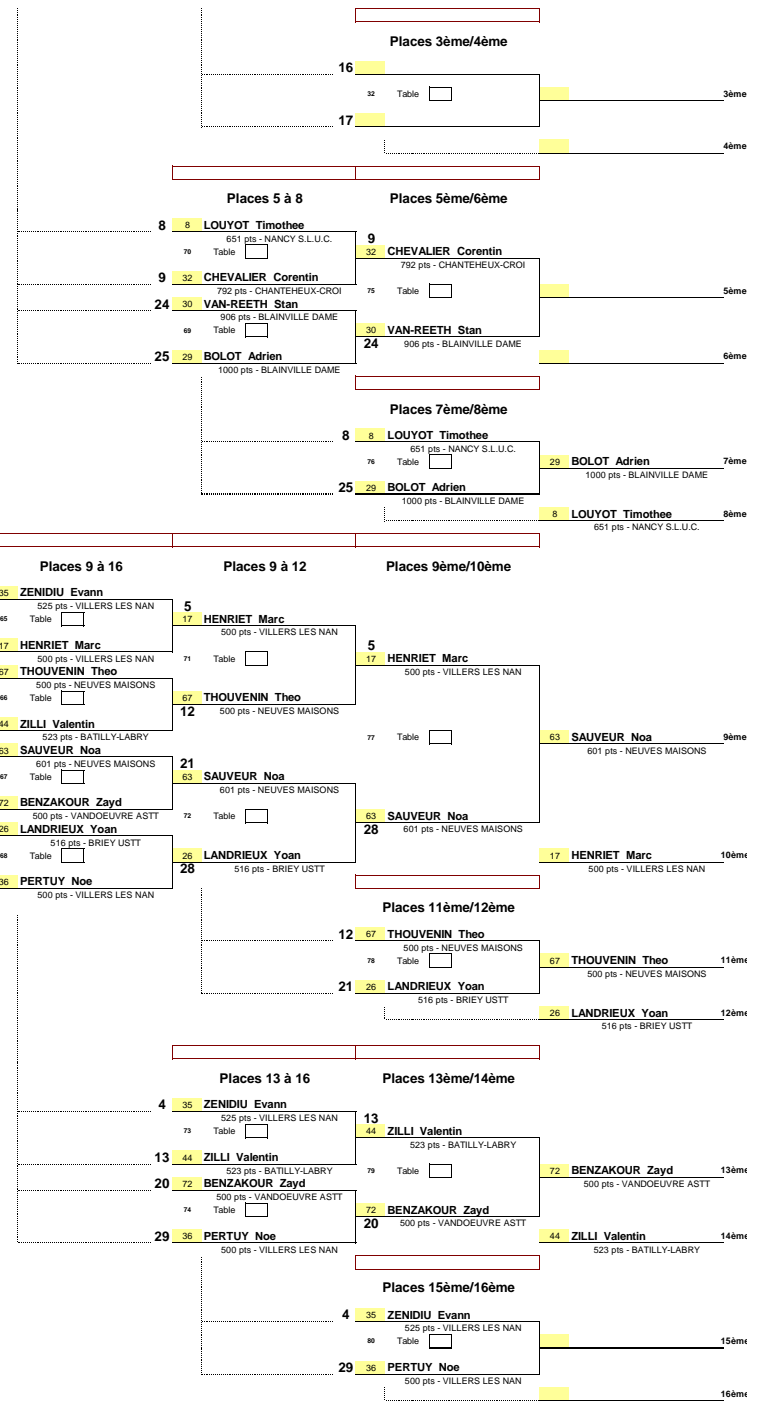 Places 3ème/4ème
16
32 Table 3ème
17
4ème
Places 5 à 8 Places 5ème/6ème
8 8 LOUYOT Timothee
651 pts - NANCY S.L.U.C. 9
70 Table 32 CHEVALIER Corentin
792 pts - CHANTEHEUX-CROI
9 32 CHEVALIER Corentin
792 pts - CHANTEHEUX-CROI 75 Table 5ème
24 30 VAN-REETH Stan
906 pts - BLAINVILLE DAME
69 Table 30 VAN-REETH Stan
24 906 pts - BLAINVILLE DAME
25 29 BOLOT Adrien 6ème
1000 pts - BLAINVILLE DAME
Places 7ème/8ème
8 8 LOUYOT Timothee
651 pts - NANCY S.L.U.C.
76 Table 29 BOLOT Adrien 7ème
1000 pts - BLAINVILLE DAME
25 29 BOLOT Adrien
1000 pts - BLAINVILLE DAME
8 LOUYOT Timothee 8ème
651 pts - NANCY S.L.U.C.
Places 9 à 16 Places 9 à 12 Places 9ème/10ème
35 ZENIDIU Evann
525 pts - VILLERS LES NAN 5
65 Table 17 HENRIET Marc
500 pts - VILLERS LES NAN
17 HENRIET Marc 5
500 pts - VILLERS LES NAN 71 Table 17 HENRIET Marc
67 THOUVENIN Theo 500 pts - VILLERS LES NAN
500 pts - NEUVES MAISONS
66 Table 67 THOUVENIN Theo
12 500 pts - NEUVES MAISONS
44 ZILLI Valentin
523 pts - BATILLY-LABRY 77 Table 63 SAUVEUR Noa 9ème
63 SAUVEUR Noa 601 pts - NEUVES MAISONS
601 pts - NEUVES MAISONS 21
67 Table 63 SAUVEUR Noa
601 pts - NEUVES MAISONS
72 BENZAKOUR Zayd
500 pts - VANDOEUVRE ASTT 72 Table 63 SAUVEUR Noa
26 LANDRIEUX Yoan 28 601 pts - NEUVES MAISONS
516 pts - BRIEY USTT
68 Table 26 LANDRIEUX Yoan 17 HENRIET Marc 10ème
28 516 pts - BRIEY USTT 500 pts - VILLERS LES NAN
36 PERTUY Noe
500 pts - VILLERS LES NAN
Places 11ème/12ème
12 67 THOUVENIN Theo
500 pts - NEUVES MAISONS
78 Table 67 THOUVENIN Theo 11ème
500 pts - NEUVES MAISONS
21 26 LANDRIEUX Yoan
516 pts - BRIEY USTT
26 LANDRIEUX Yoan 12ème
516 pts - BRIEY USTT
Places 13 à 16 Places 13ème/14ème
4 35 ZENIDIU Evann
525 pts - VILLERS LES NAN 13
73 Table 44 ZILLI Valentin
523 pts - BATILLY-LABRY
13 44 ZILLI Valentin
523 pts - BATILLY-LABRY 79 Table 72 BENZAKOUR Zayd 13ème
20 72 BENZAKOUR Zayd 500 pts - VANDOEUVRE ASTT
500 pts - VANDOEUVRE ASTT
74 Table 72 BENZAKOUR Zayd
20 500 pts - VANDOEUVRE ASTT
29 36 PERTUY Noe 44 ZILLI Valentin 14ème
500 pts - VILLERS LES NAN 523 pts - BATILLY-LABRY
Places 15ème/16ème
4 35 ZENIDIU Evann
525 pts - VILLERS LES NAN
80 Table 15ème
29 36 PERTUY Noe
500 pts - VILLERS LES NAN
16ème